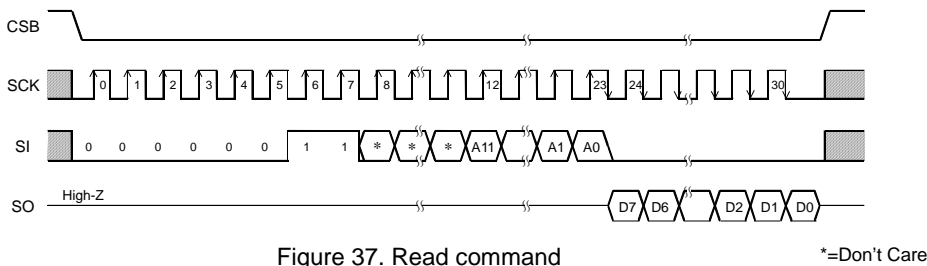 CSB
SCK 0 1 2 3 4 5 6 7 8 12 23 24 30
SI 0 0 0 0 0 0 1 1 * * * A11 A1 A0
High-Z
SO D7 D6 D2 D1 D0
Figure 37. Read command
*=Don't Care